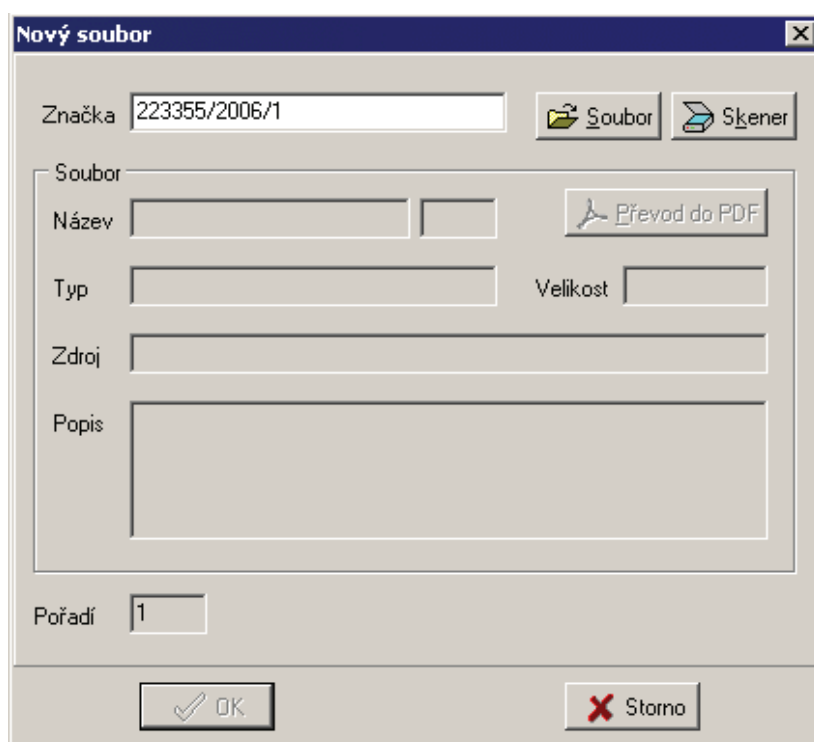 Nový soubor
Značka 223355/2006/1 Soubor Skener
Soubor
Název Převod do PDF
Typ Velikost
Zdroj
Popis
Pořadí 1
OK Storno